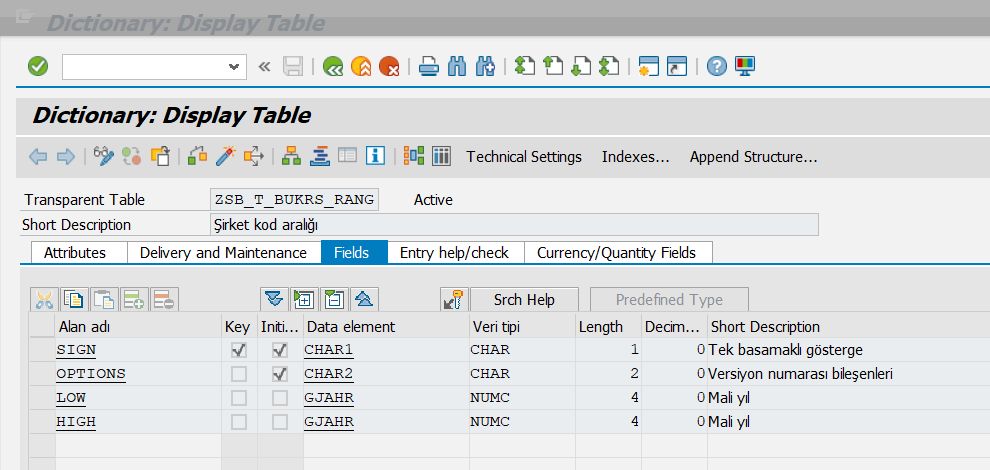 Dictionary: Display Table
Dictionary: Display Table
Technical Settings Indexes... Append Structure...
Transparent Table ZSB_T_BUKRS_RANG Active
Short Description Şirket kod aralığı
Attributes Delivery and Maintenance Fields Entry help/check Currency/Quantity Fields
Srch Help Predefined Type
Alan adı Key Initi... Data element Veri tipi Length Decim... Short Description
SIGN CHAR1 CHAR 1 0 Tek basamaklı gösterge
OPTIONS CHAR2 CHAR 2 0 Versiyon numarası bileşenleri
LOW GJAHR NUMC 4 0 Mali yıl
HIGH GJAHR NUMC 4 0 Mali yıl